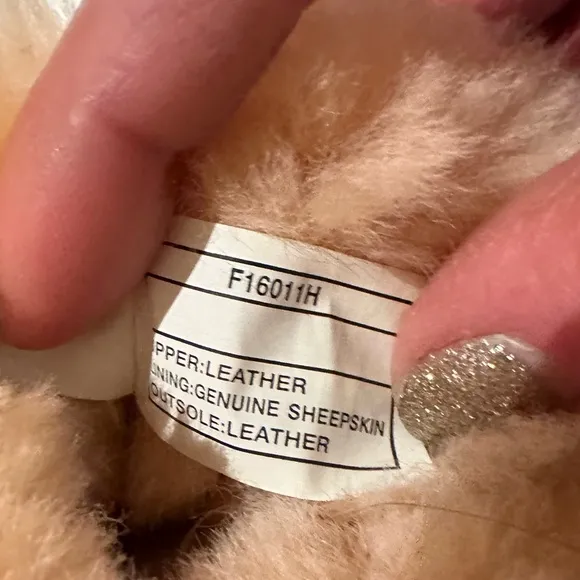 F16011H
PPER:LEATHER
NING:GENUINE SHEEPSKIN
OUTSOLE:LEATHER